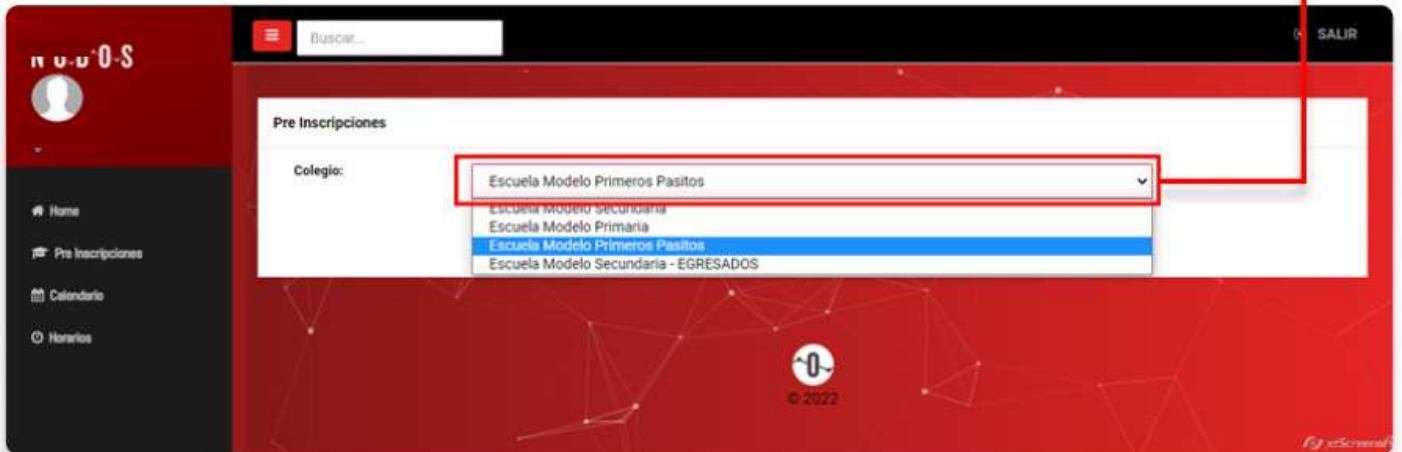 N-O-D-O-S
Buscar...
SALIR
Pre Inscripciones
Colegio:
Escuela Modelo Primeros Pasitos
Escuela Modelo Secundaria
Escuela Modelo Primaria
Escuela Modelo Primeros Pasitos
Escuela Modelo Secundaria - EGRESADOS
Home
Pre Inscripciones
Calendario
Horarios
© 2022